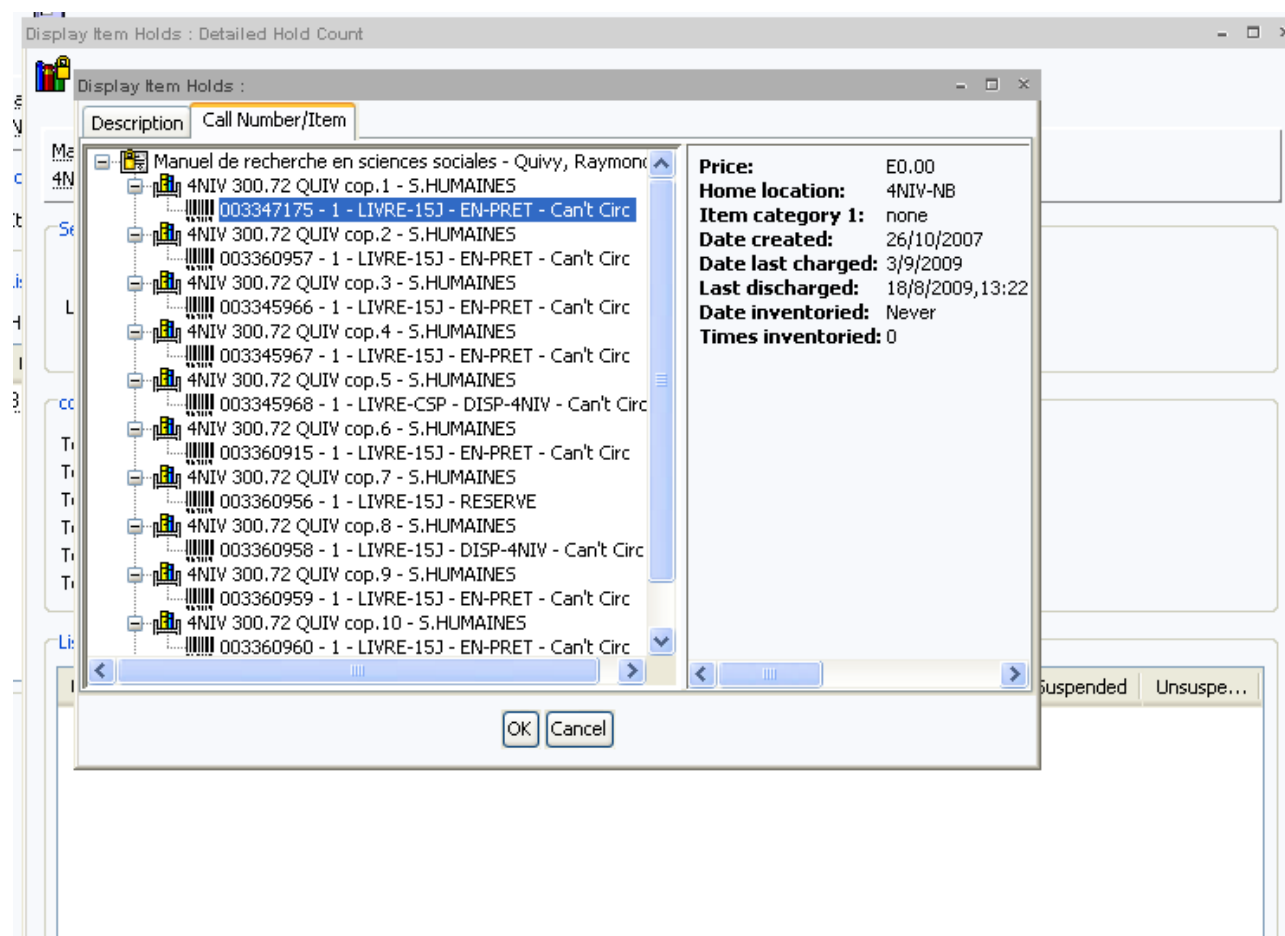 Display Item Holds : Detailed Hold Count
Display Item Holds :
Description
Call Number/Item
Manuel de recherche en sciences sociales - Quivy, Raymond
4NIV 300.72 QUIV cop.1 - S.HUMAINES
003347175 - 1 - LIVRE-15J - EN-PRET - Can't Circ
4NIV 300.72 QUIV cop.2 - S.HUMAINES
003360957 - 1 - LIVRE-15J - EN-PRET - Can't Circ
4NIV 300.72 QUIV cop.3 - S.HUMAINES
003345966 - 1 - LIVRE-15J - EN-PRET - Can't Circ
4NIV 300.72 QUIV cop.4 - S.HUMAINES
003345967 - 1 - LIVRE-15J - EN-PRET - Can't Circ
4NIV 300.72 QUIV cop.5 - S.HUMAINES
003345968 - 1 - LIVRE-CSP - DISP-4NIV - Can't Circ
4NIV 300.72 QUIV cop.6 - S.HUMAINES
003360915 - 1 - LIVRE-15J - EN-PRET - Can't Circ
4NIV 300.72 QUIV cop.7 - S.HUMAINES
003360956 - 1 - LIVRE-15J - RESERVE
4NIV 300.72 QUIV cop.8 - S.HUMAINES
003360958 - 1 - LIVRE-15J - DISP-4NIV - Can't Circ
4NIV 300.72 QUIV cop.9 - S.HUMAINES
003360959 - 1 - LIVRE-15J - EN-PRET - Can't Circ
4NIV 300.72 QUIV cop.10 - S.HUMAINES
003360960 - 1 - LIVRE-15J - EN-PRET - Can't Circ
Price: E0.00
Home location: 4NIV-NB
Item category 1: none
Date created: 26/10/2007
Date last charged: 3/9/2009
Last discharged: 18/8/2009,13:22
Date inventoried: Never
Times inventoried: 0
OK
Cancel
Suspended
Unsuspe...